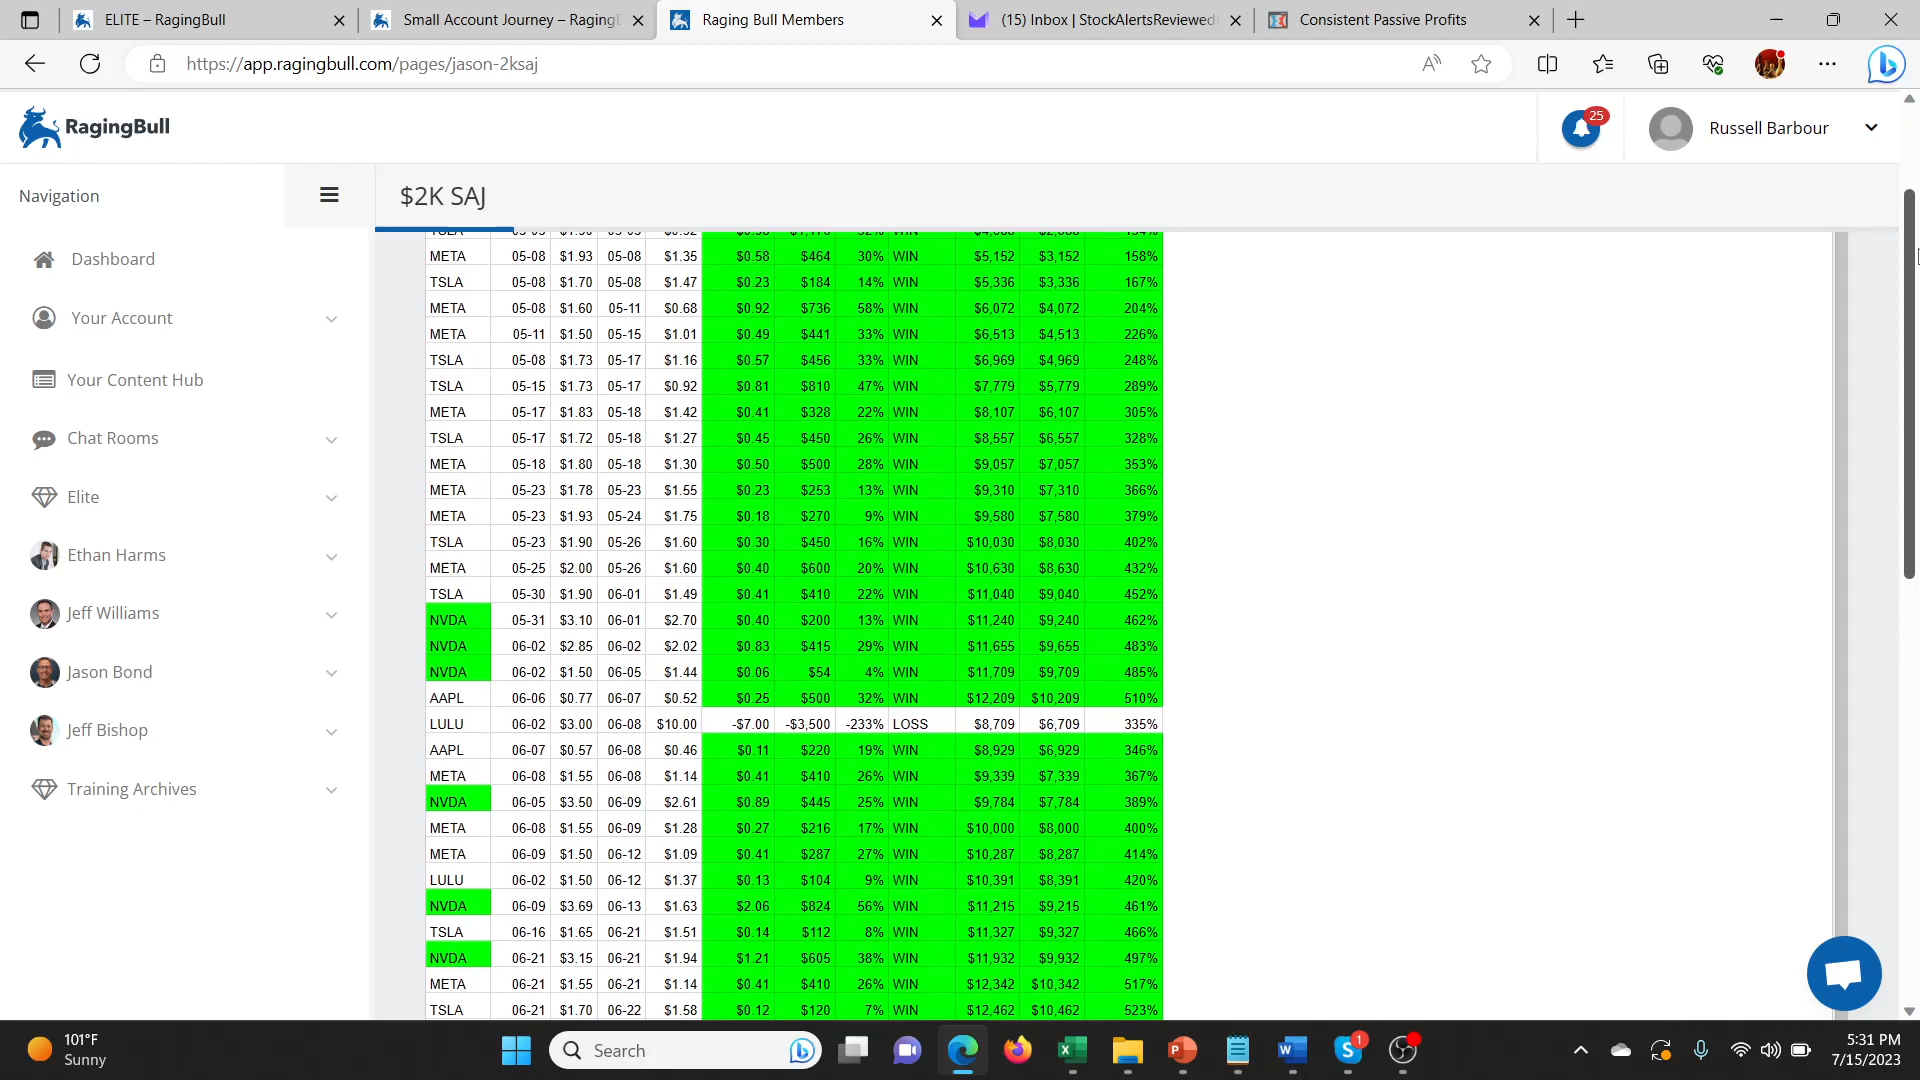 ELITE – RagingBull
Small Account Journey – RagingB
Raging Bull Members
(15) Inbox | StockAlertsReviewed
Consistent Passive Profits
https://app.ragingbull.com/pages/jason-2ksaj
RagingBull
25
Russell Barbour
Navigation
$2K SAJ
Dashboard
Your Account
Your Content Hub
Chat Rooms
Elite
Ethan Harms
Jeff Williams
Jason Bond
Jeff Bishop
Training Archives
META 05-08 $1.93 05-08 $1.35 $0.58 $464 30% WIN $5,152 $3,152 158%
TSLA 05-08 $1.70 05-08 $1.47 $0.23 $184 14% WIN $5,336 $3,336 167%
META 05-08 $1.60 05-11 $0.68 $0.92 $736 58% WIN $6,072 $4,072 204%
META 05-11 $1.50 05-15 $1.01 $0.49 $441 33% WIN $6,513 $4,513 226%
TSLA 05-08 $1.73 05-17 $1.16 $0.57 $456 33% WIN $6,969 $4,969 248%
TSLA 05-15 $1.73 05-17 $0.92 $0.81 $810 47% WIN $7,779 $5,779 289%
META 05-17 $1.83 05-18 $1.42 $0.41 $328 22% WIN $8,107 $6,107 305%
TSLA 05-17 $1.72 05-18 $1.27 $0.45 $450 26% WIN $8,557 $6,557 328%
META 05-18 $1.80 05-18 $1.30 $0.50 $500 28% WIN $9,057 $7,057 353%
META 05-23 $1.78 05-23 $1.55 $0.23 $253 13% WIN $9,310 $7,310 366%
META 05-23 $1.93 05-24 $1.75 $0.18 $270 9% WIN $9,580 $7,580 379%
TSLA 05-23 $1.90 05-26 $1.60 $0.30 $450 16% WIN $10,030 $8,030 402%
META 05-25 $2.00 05-26 $1.60 $0.40 $600 20% WIN $10,630 $8,630 432%
TSLA 05-30 $1.90 06-01 $1.49 $0.41 $410 22% WIN $11,040 $9,040 452%
NVDA 05-31 $3.10 06-01 $2.70 $0.40 $200 13% WIN $11,240 $9,240 462%
NVDA 06-02 $2.85 06-02 $2.02 $0.83 $415 29% WIN $11,655 $9,655 483%
NVDA 06-02 $1.50 06-05 $1.44 $0.06 $54 4% WIN $11,709 $9,709 485%
AAPL 06-06 $0.77 06-07 $0.52 $0.25 $500 32% WIN $12,209 $10,209 510%
LULU 06-02 $3.00 06-08 $10.00 -$7.00 -$3,500 -233% LOSS $8,709 $6,709 335%
AAPL 06-07 $0.57 06-08 $0.46 $0.11 $220 19% WIN $8,929 $6,929 346%
META 06-08 $1.55 06-08 $1.14 $0.41 $410 26% WIN $9,339 $7,339 367%
NVDA 06-05 $3.50 06-09 $2.61 $0.89 $445 25% WIN $9,784 $7,784 389%
META 06-08 $1.55 06-09 $1.28 $0.27 $216 17% WIN $10,000 $8,000 400%
META 06-09 $1.50 06-12 $1.09 $0.41 $287 27% WIN $10,287 $8,287 414%
LULU 06-02 $1.50 06-12 $1.37 $0.13 $104 9% WIN $10,391 $8,391 420%
NVDA 06-09 $3.69 06-13 $1.63 $2.06 $824 56% WIN $11,215 $9,215 461%
TSLA 06-16 $1.65 06-21 $1.51 $0.14 $112 8% WIN $11,327 $9,327 466%
NVDA 06-21 $3.15 06-21 $1.94 $1.21 $605 38% WIN $11,932 $9,932 497%
META 06-21 $1.55 06-21 $1.14 $0.41 $410 26% WIN $12,342 $10,342 517%
TSLA 06-21 $1.70 06-22 $1.58 $0.12 $120 7% WIN $12,462 $10,462 523%
101°F
Sunny
Search
1
5:31 PM
7/15/2023